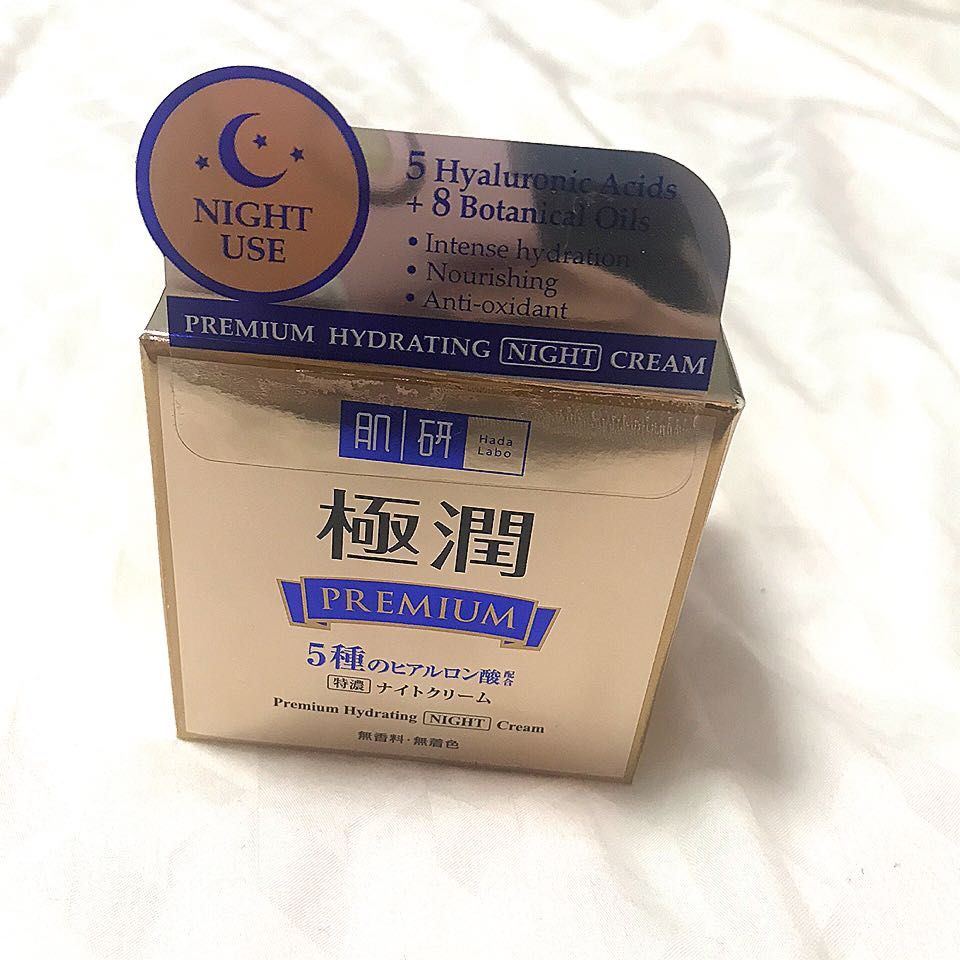 NIGHT
USE
5 Hyaluronic Acids
+ 8 Botanical Oils
• Intense hydration
• Nourishing
• Anti-oxidant
PREMIUM HYDRATING NIGHT CREAM
肌研 Hada
Labo
極潤
PREMIUM
5種のヒアルロン酸配合
特濃 ナイトクリーム
Premium Hydrating NIGHT Cream
無香料・無着色